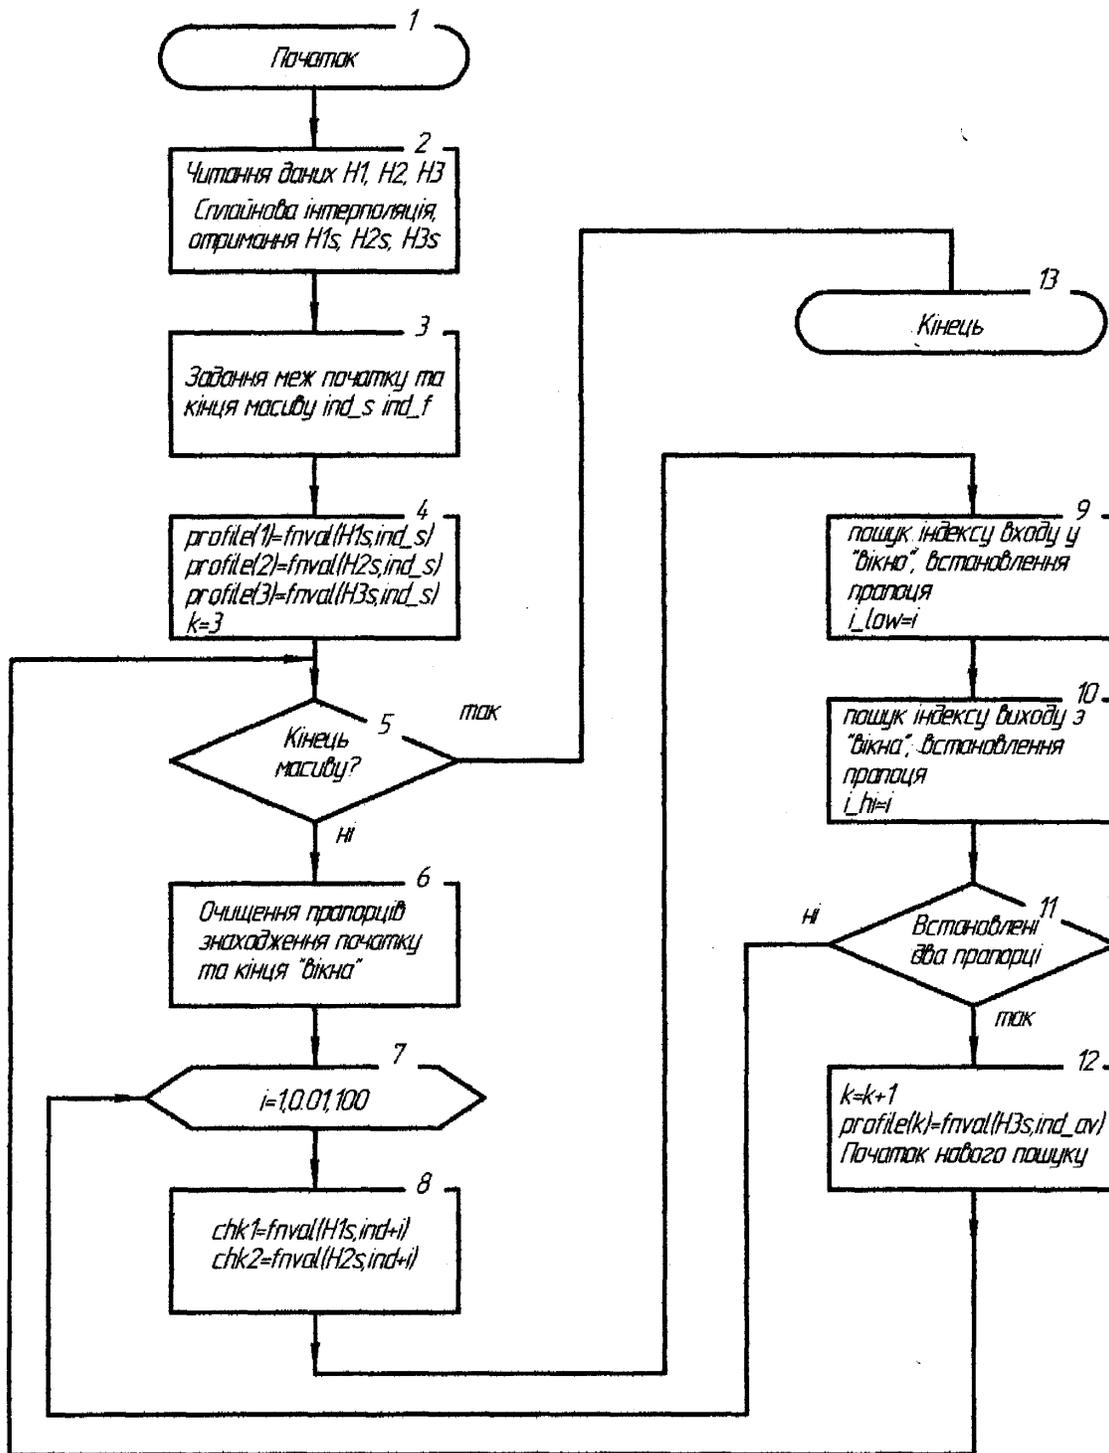 1
Початок
2
Читання даних H1, H2, H3
Сплайнова інтерполяція,
отримання H1s, H2s, H3s
3
Задання меж початку та
кінця масиву ind_s ind_f
4
profile(1)=fnval(H1s,ind_s)
profile(2)=fnval(H2s,ind_s)
profile(3)=fnval(H3s,ind_s)
k=3
5
Кінець
масиву?
так
ні
6
Очищення прапорців
знаходження початку
та кінця "вікна"
7
i=1,0.01,100
8
chk1=fnval(H1s,ind+i)
chk2=fnval(H2s,ind+i)
9
пошук індексу входу у
"вікно", встановлення
прапоця
i_low=i
10
пошук індексу виходу з
"вікна", встановлення
прапоця
i_hi=i
11
Встановлені
два прапорці
ні
так
12
k=k+1
profile(k)=fnval(H3s,ind_av)
Початок нового пошуку
13
Кінець